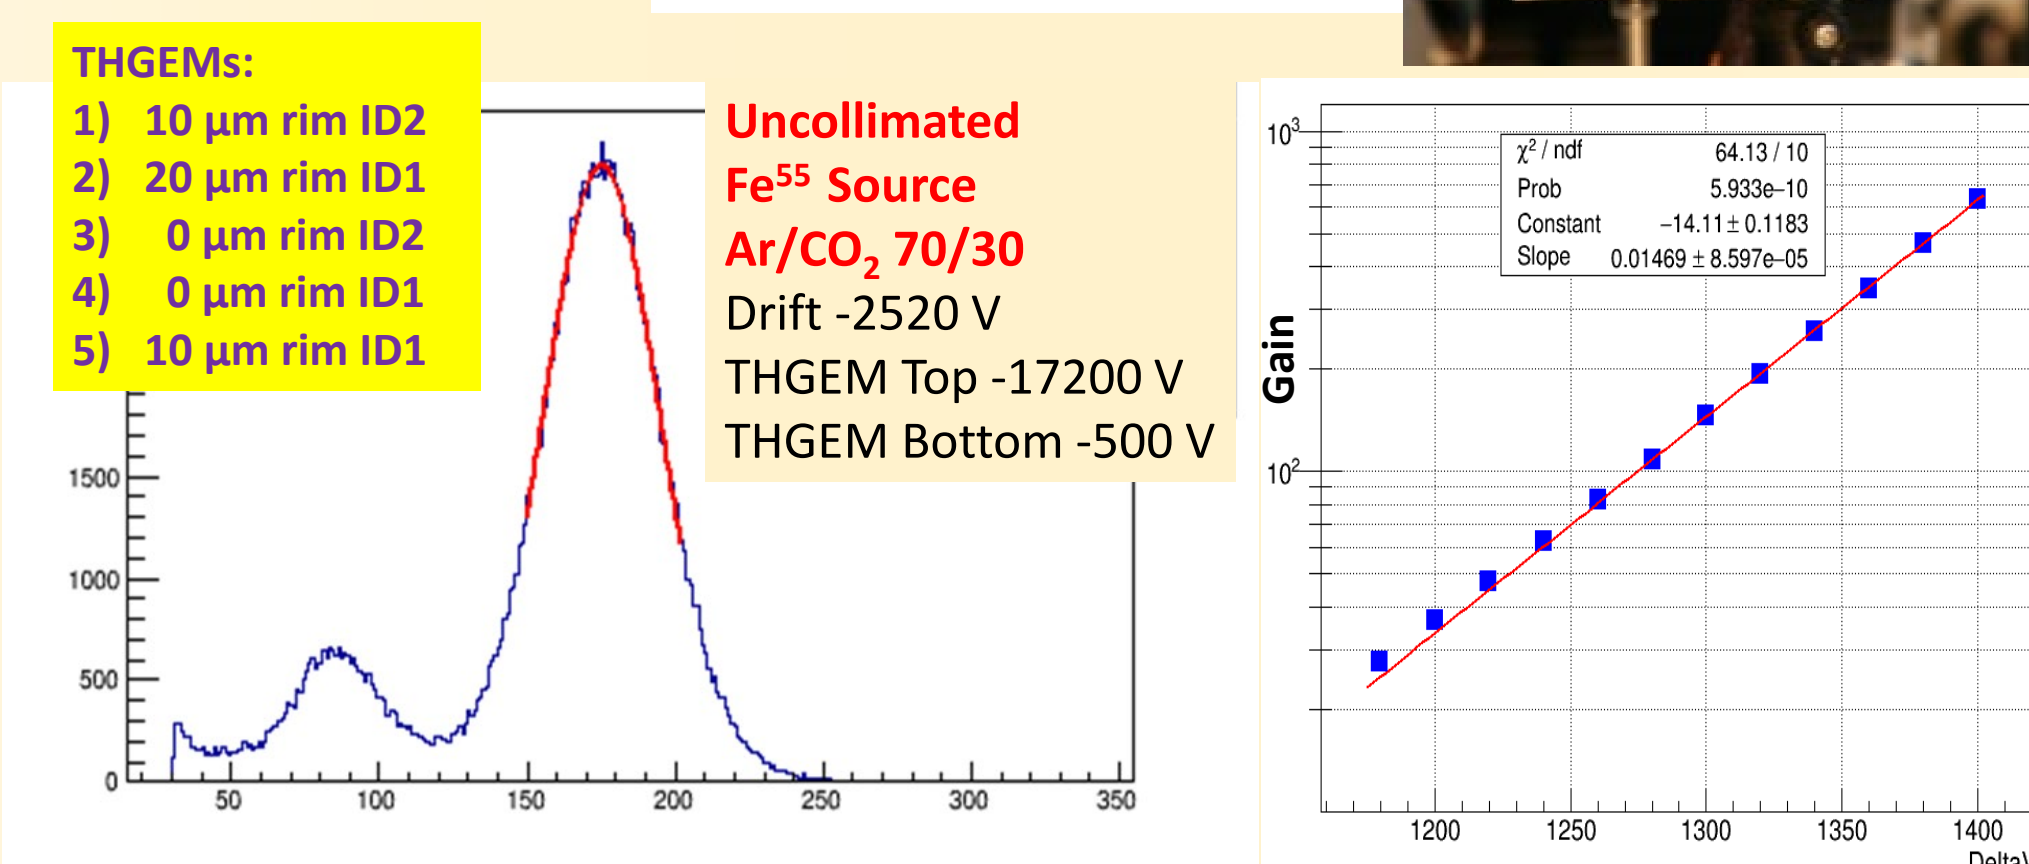 THGEMs:
1) 10 µm rim ID2
2) 20 µm rim ID1
3) 0 µm rim ID2
4) 0 µm rim ID1
5) 10 µm rim ID1
1500
1000
500
0
50 100 150 200 250 300 350
Uncollimated
Fe⁵⁵ Source
Ar/CO₂ 70/30
Drift -2520 V
THGEM Top -17200 V
THGEM Bottom -500 V
Gain
10³
10²
χ² / ndf 64.13 / 10
Prob 5.933e−10
Constant −14.11 ± 0.1183
Slope 0.01469 ± 8.597e−05
1200 1250 1300 1350 1400